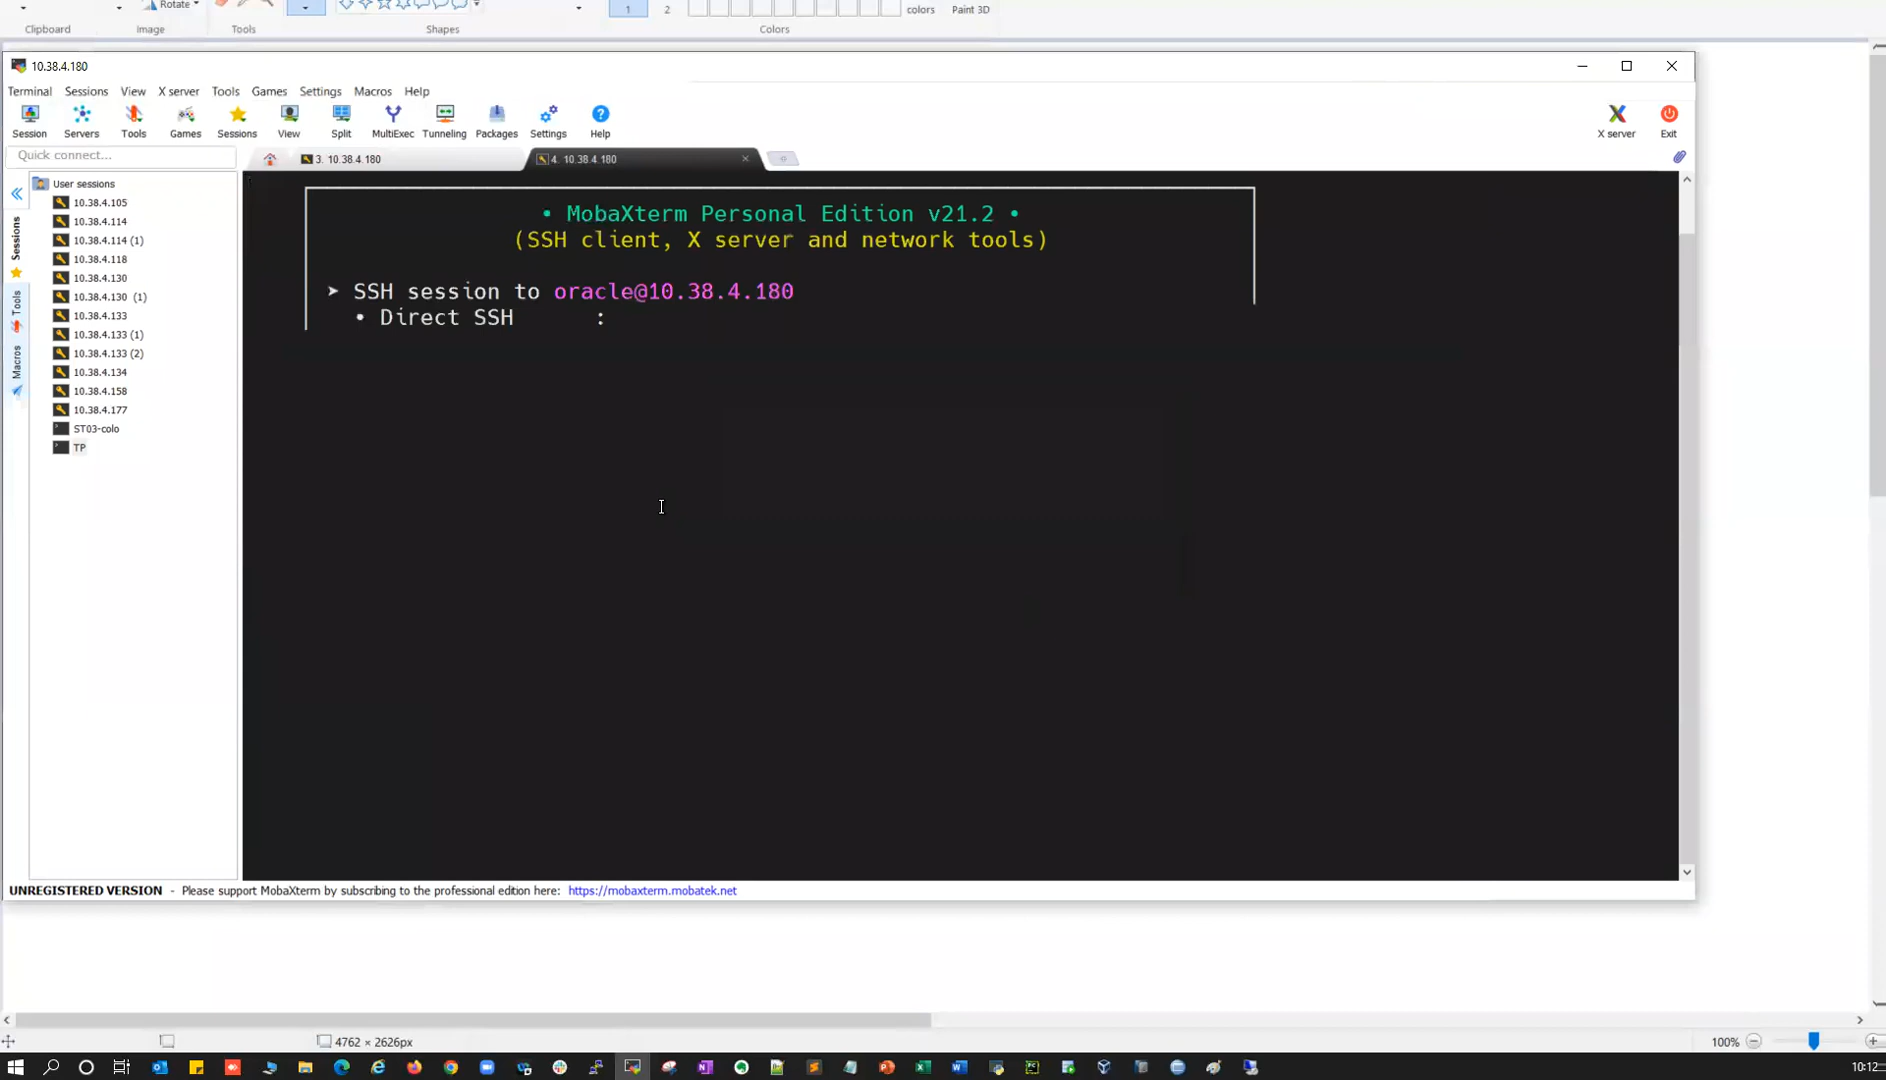 Rotate
1 2 colors Paint 3D
Clipboard Image Tools Shapes Colors
10.38.4.180
Terminal Sessions View X server Tools Games Settings Macros Help
Session Servers Tools Games Sessions View Split MultiExec Tunneling Packages Settings Help X server Exit
Quick connect...
3. 10.38.4.180
4. 10.38.4.180
Sessions
Tools
Macros
User sessions
10.38.4.105
10.38.4.114
10.38.4.114 (1)
10.38.4.118
10.38.4.130
10.38.4.130 (1)
10.38.4.133
10.38.4.133 (1)
10.38.4.133 (2)
10.38.4.134
10.38.4.158
10.38.4.177
ST03-colo
TP
• MobaXterm Personal Edition v21.2 •
(SSH client, X server and network tools)
➤ SSH session to oracle@10.38.4.180
• Direct SSH :
UNREGISTERED VERSION - Please support MobaXterm by subscribing to the professional edition here: https://mobaxterm.mobatek.net
4762 × 2626px
100%
10:12